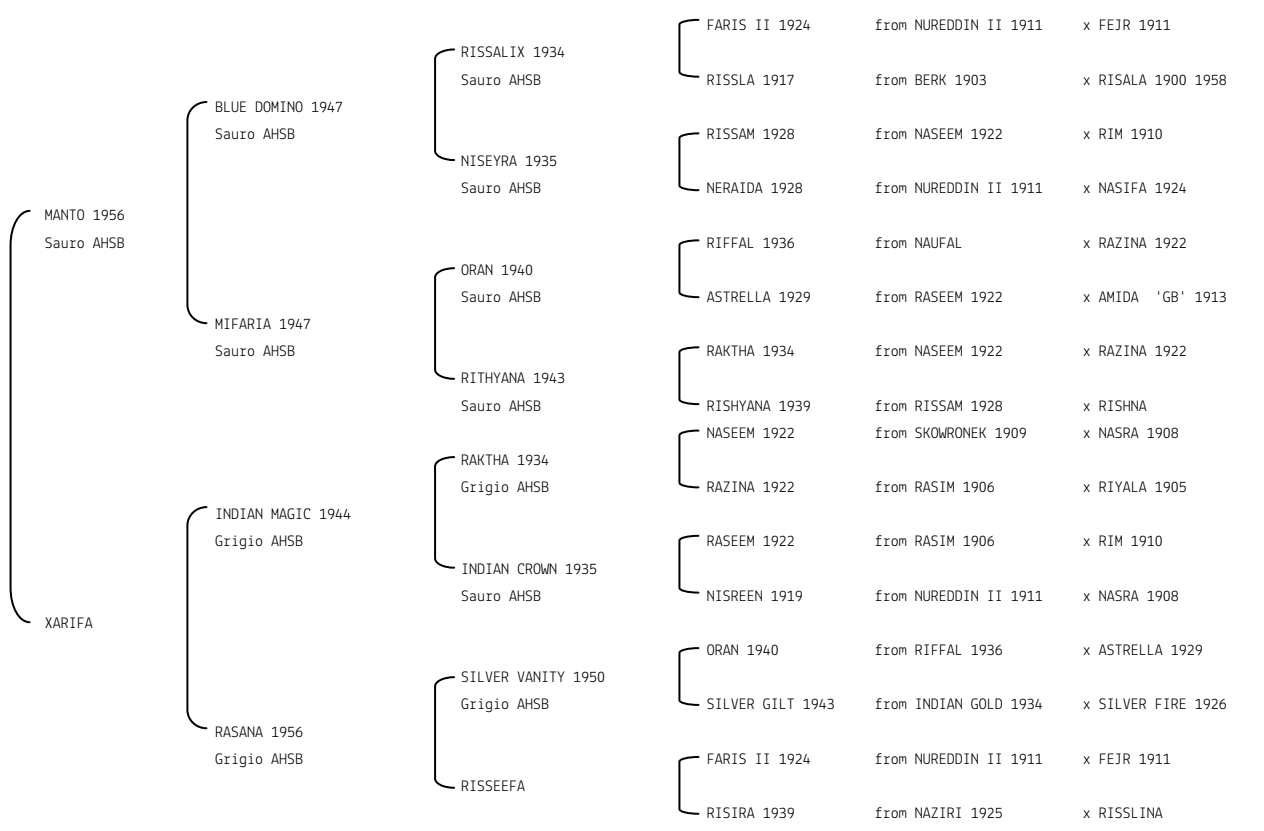 FARIS II 1924 from NUREDDIN II 1911 x FEJR 1911
RISSALIX 1934
Sauro AHSB RISSLA 1917 from BERK 1903 x RISALA 1900 1958
BLUE DOMINO 1947
Sauro AHSB RISSAM 1928 from NASEEM 1922 x RIM 1910
NISEYRA 1935
Sauro AHSB NERAIDA 1928 from NUREDDIN II 1911 x NASIFA 1924
MANTO 1956
Sauro AHSB RIFFAL 1936 from NAUFAL x RAZINA 1922
ORAN 1940
Sauro AHSB ASTRELLA 1929 from RASEEM 1922 x AMIDA 'GB' 1913
MIFARIA 1947
Sauro AHSB RAKTHA 1934 from NASEEM 1922 x RAZINA 1922
RITHYANA 1943
Sauro AHSB RISHYANA 1939 from RISSAM 1928 x RISHNA
NASEEM 1922 from SKOWRONEK 1909 x NASRA 1908
RAKTHA 1934
Grigio AHSB RAZINA 1922 from RASIM 1906 x RIYALA 1905
INDIAN MAGIC 1944
Grigio AHSB RASEEM 1922 from RASIM 1906 x RIM 1910
INDIAN CROWN 1935
Sauro AHSB NISREEN 1919 from NUREDDIN II 1911 x NASRA 1908
XARIFA
ORAN 1940 from RIFFAL 1936 x ASTRELLA 1929
SILVER VANITY 1950
Grigio AHSB SILVER GILT 1943 from INDIAN GOLD 1934 x SILVER FIRE 1926
RASANA 1956
Grigio AHSB FARIS II 1924 from NUREDDIN II 1911 x FEJR 1911
RISSEEFA
RISIRA 1939 from NAZIRI 1925 x RISSLINA